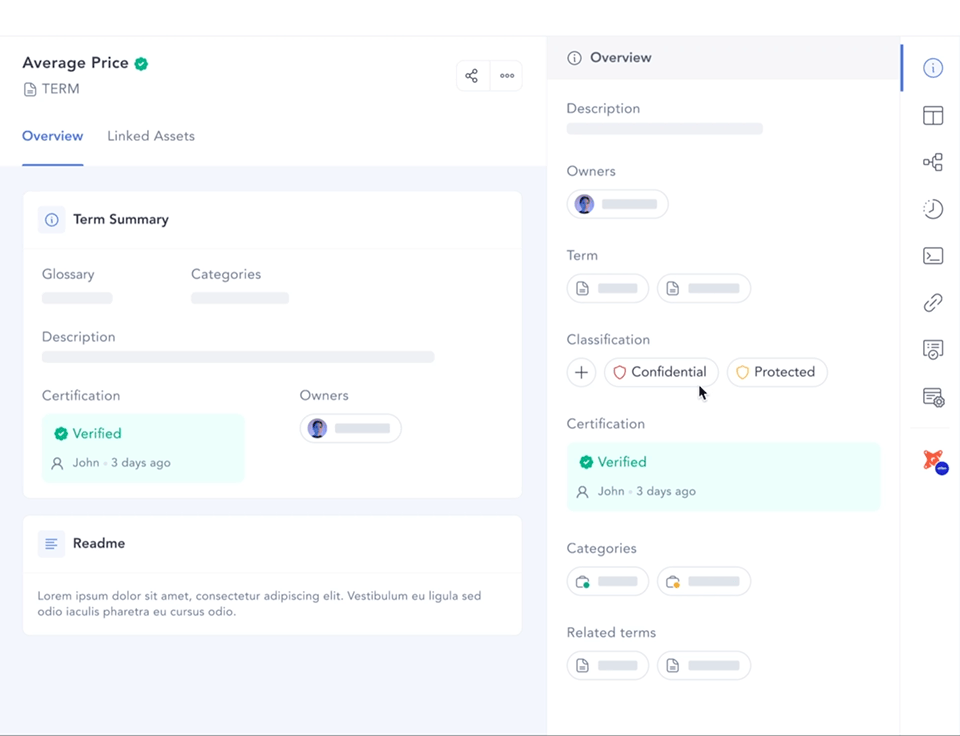 Average Price
TERM
Overview
Linked Assets
Term Summary
Glossary
Categories
Description
Certification
Owners
Verified
John • 3 days ago
Readme
Lorem ipsum dolor sit amet, consectetur adipiscing elit. Vestibulum eu ligula sed
odio iaculis pharetra eu cursus odio.
Overview
Description
Owners
Term
Classification
Confidential
Protected
Certification
Verified
John • 3 days ago
Categories
Related terms